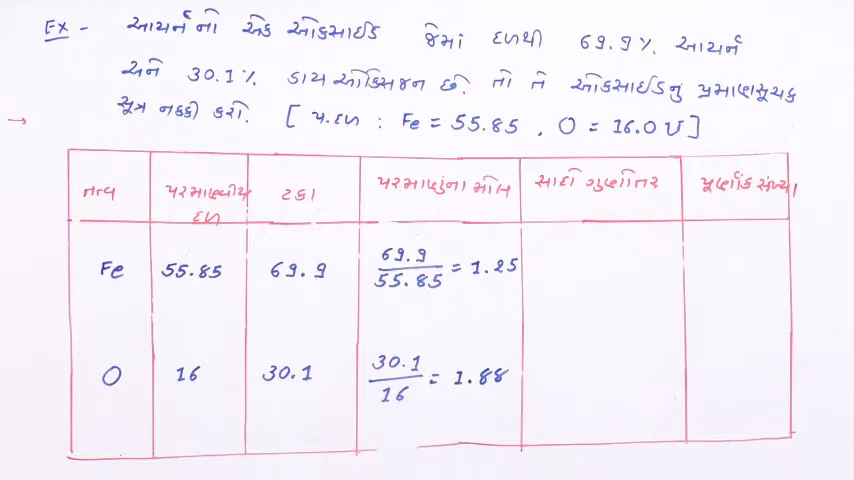 Ex - આયર્નનો એક ઓકસાઈડ જેમાં દળથી 69.9%. આયર્ન
અને 30.1% ડાય ઓક્સિજન છે. તો તે ઓકસાઈડનું પ્રમાણસૂચક
→ સૂત્ર નક્કી કરો. [ પ.દળ : Fe = 55.85 , O = 16.0 U ]
તત્વ પરમાણ્વીય દળ ટકા પરમાણુંના મોલ સાદો ગુણોત્તર પૂર્ણાંક સંખ્યા
Fe 55.85 69.9 69.9/55.85 = 1.25
O 16 30.1 30.1/16 = 1.88